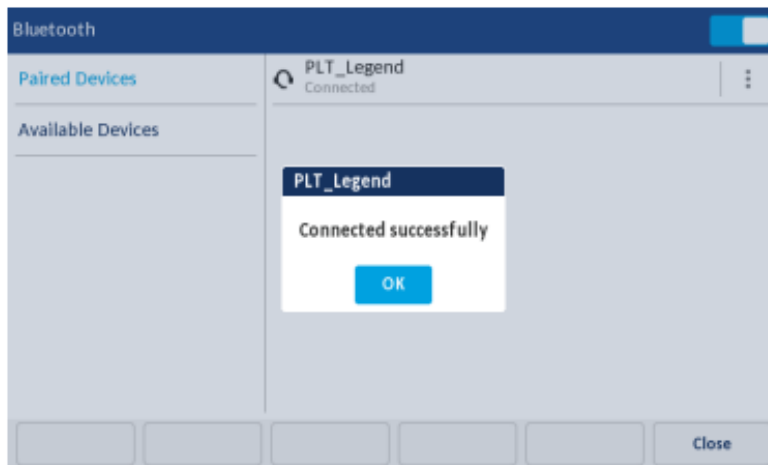 Bluetooth
Paired Devices
PLT_Legend
Connected
Available Devices
PLT_Legend
Connected successfully
OK
Close